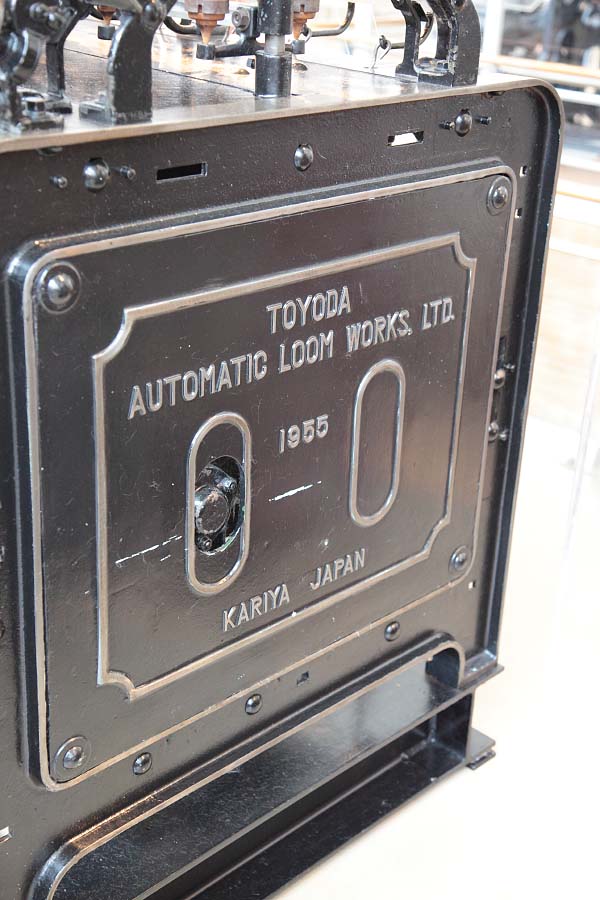 TOYODA
AUTOMATIC LOOM WORKS, LTD.
1955
KARIYA JAPAN